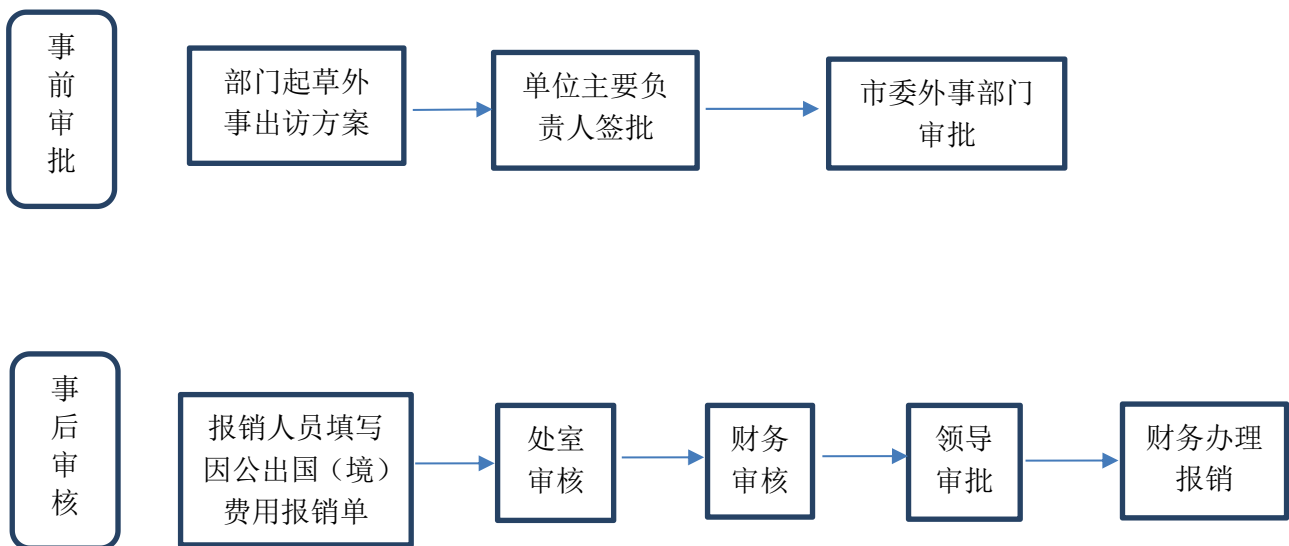 事
前
审
批
部门起草外
事出访方案
单位主要负
责人签批
市委外事部门
审批
事
后
审
核
报销人员填写
因公出国（境）
费用报销单
处室
审核
财务
审核
领导
审批
财务办理
报销